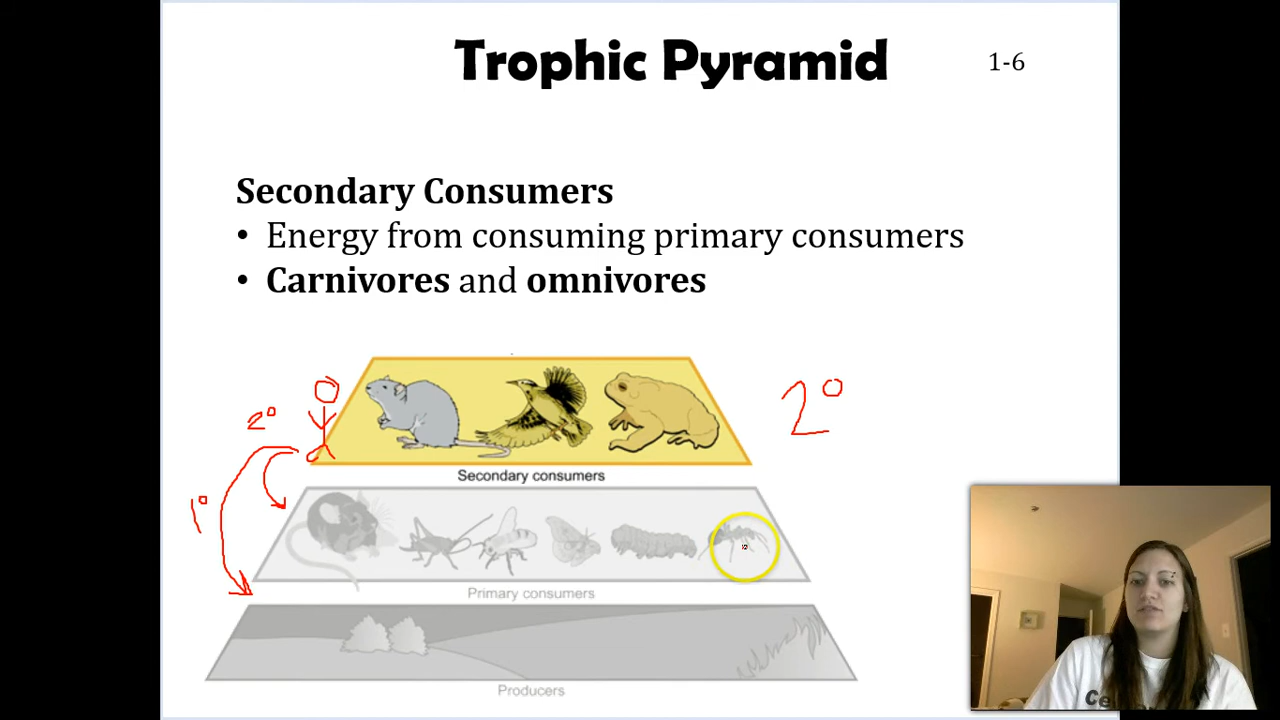 Trophic Pyramid
1-6
Secondary Consumers
• Energy from consuming primary consumers
• Carnivores and omnivores
2°
2°
Secondary consumers
1°
Primary consumers
Producers